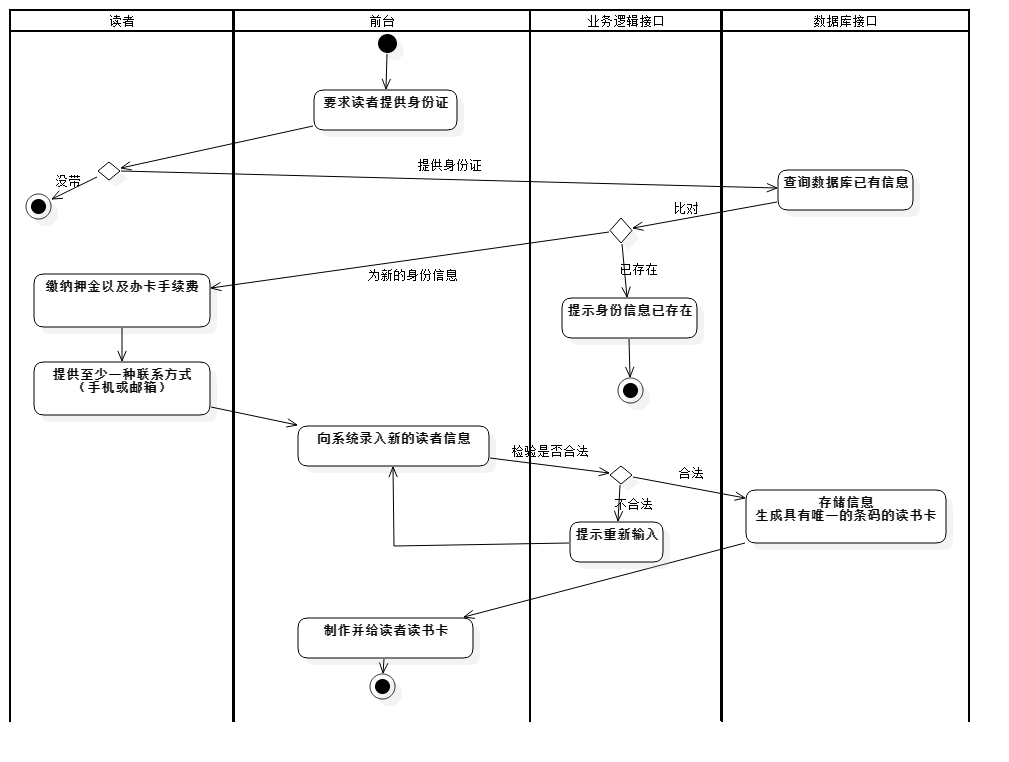 读者
前台
业务逻辑接口
数据库接口
要求读者提供身份证
提供身份证
没带
查询数据库已有信息
比对
已存在
为新的身份信息
缴纳押金以及办卡手续费
提示身份信息已存在
提供至少一种联系方式
（手机或邮箱）
向系统录入新的读者信息
检验是否合法
合法
不合法
存储信息
生成具有唯一的条码的读书卡
提示重新输入
制作并给读者读书卡